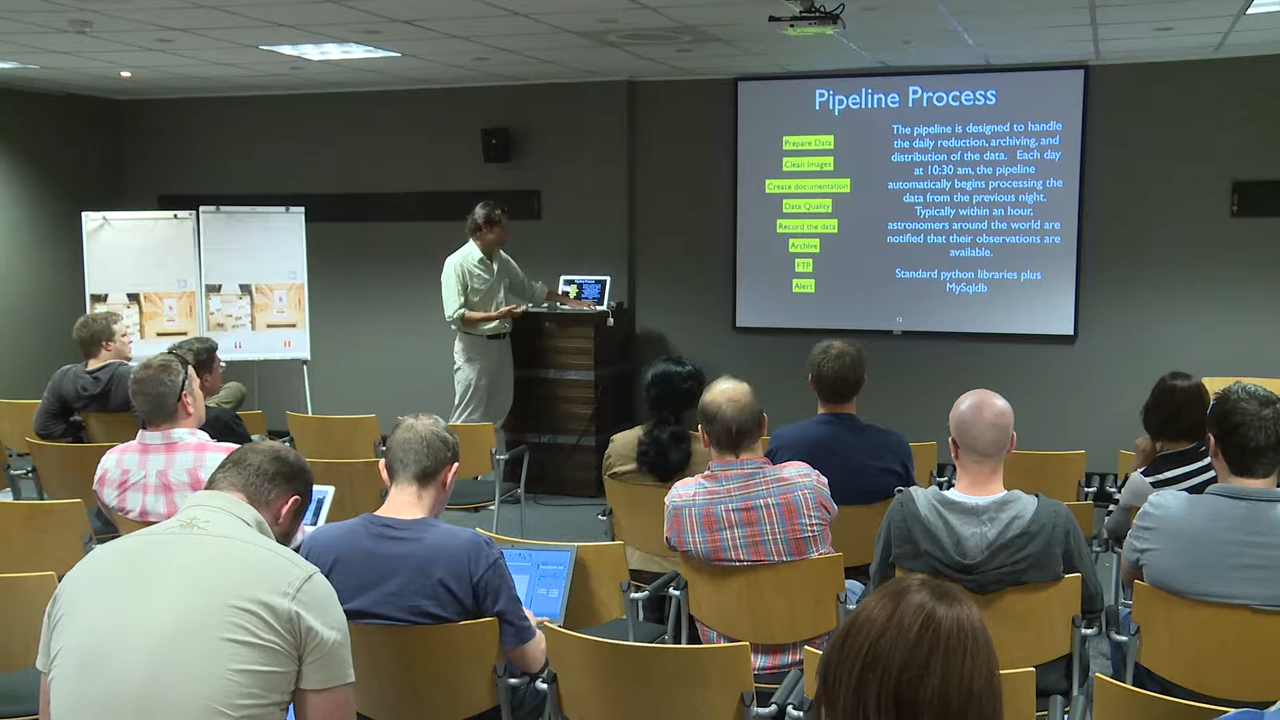 Pipeline Process
Prepare Data
Clean Images
Create documentation
Data Quality
Record the data
Archive
FTP
Alert
The pipeline is designed to handle
the daily reduction, archiving, and
distribution of the data. Each day
at 10:30 am, the pipeline
automatically begins processing the
data from the previous night.
Typically within an hour,
astronomers around the world are
notified that their observations are
available.
Standard python libraries plus
MySqldb
12
Pipeline Process